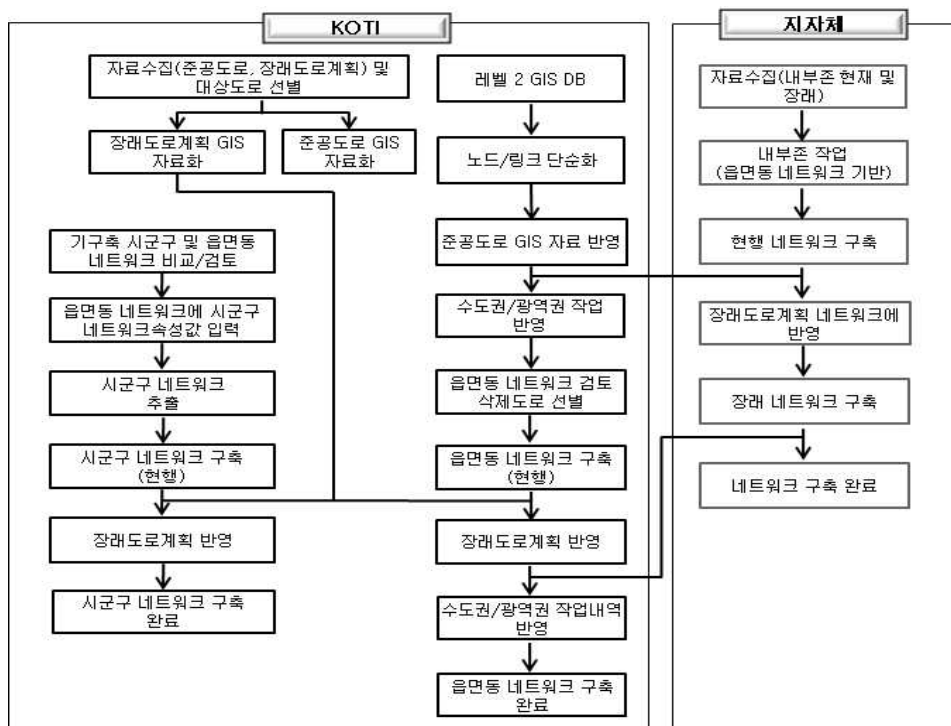 KOTI
자료수집(준공도로, 장래도로계획) 및
대상도로 선별
장래도로계획 GIS
자료화
준공도로 GIS
자료화
기구축 시군구 및 읍면동
네트워크 비교/검토
읍면동 네트워크에 시군구
네트워크속성값 입력
시군구 네트워크
추출
시군구 네트워크 구축
(현행)
장래도로계획 반영
시군구 네트워크 구축
완료
레벨 2 GIS DB
노드/링크 단순화
준공도로 GIS 자료 반영
수도권/광역권 작업
반영
읍면동 네트워크 검토
삭제도로 선별
읍면동 네트워크 구축
(현행)
장래도로계획 반영
수도권/광역권 작업내역
반영
읍면동 네트워크 구축
완료
지자체
자료수집(내부존 현재 및
장래)
내부존 작업
(읍면동 네트워크 기반)
현행 네트워크 구축
장래도로계획 네트워크에
반영
장래 네트워크 구축
네트워크 구축 완료